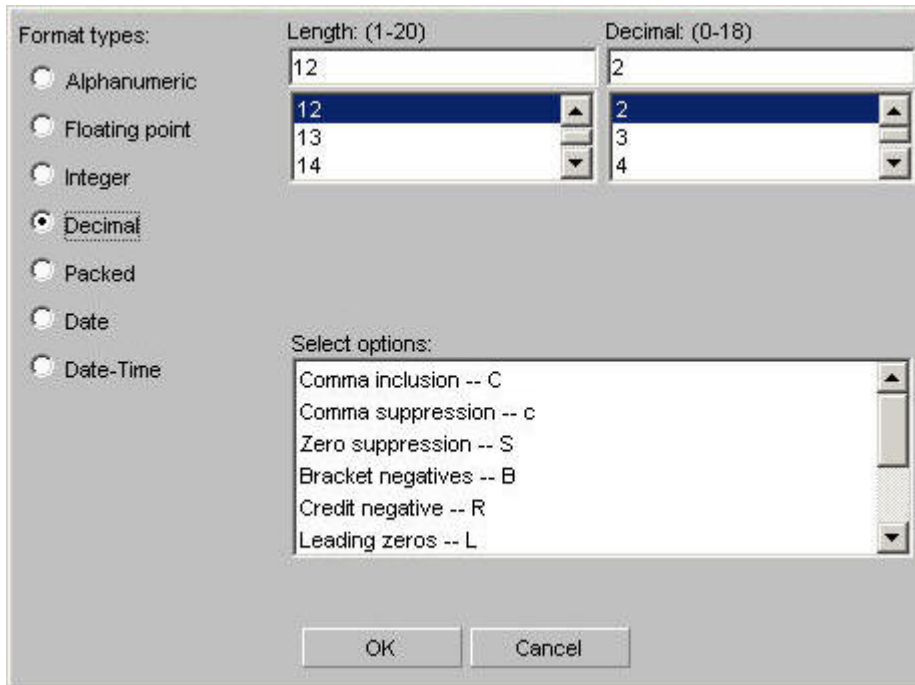 Format types:
Alphanumeric
Floating point
Integer
Decimal
Packed
Date
Date-Time
Length: (1-20)
12
12
13
14
Decimal: (0-18)
2
2
3
4
Select options:
Comma inclusion -- C
Comma suppression -- c
Zero suppression -- S
Bracket negatives -- B
Credit negative -- R
Leading zeros -- L
OK
Cancel